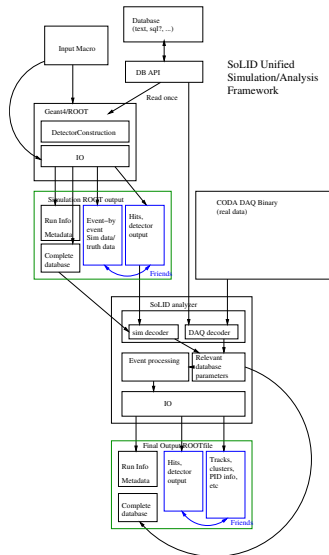 Database
(text, sql?, ...)
Input Macro
SoLID Unified
Simulation/Analysis
Framework
DB API
Read once
Geant4/ROOT
DetectorConstruction
IO
Simulation ROOT output
Run Info
Metadata
Complete
database
Event-by
event
Sim data/
truth data
Hits,
detector
output
Friends
CODA DAQ Binary
(real data)
SoLID analyzer
sim decoder
DAQ decoder
Event processing
Relevant
database
parameters
IO
Final Output ROOTfile
Run Info
Metadata
Complete
database
Hits,
detector
output
Tracks,
clusters,
PID info,
etc
Friends